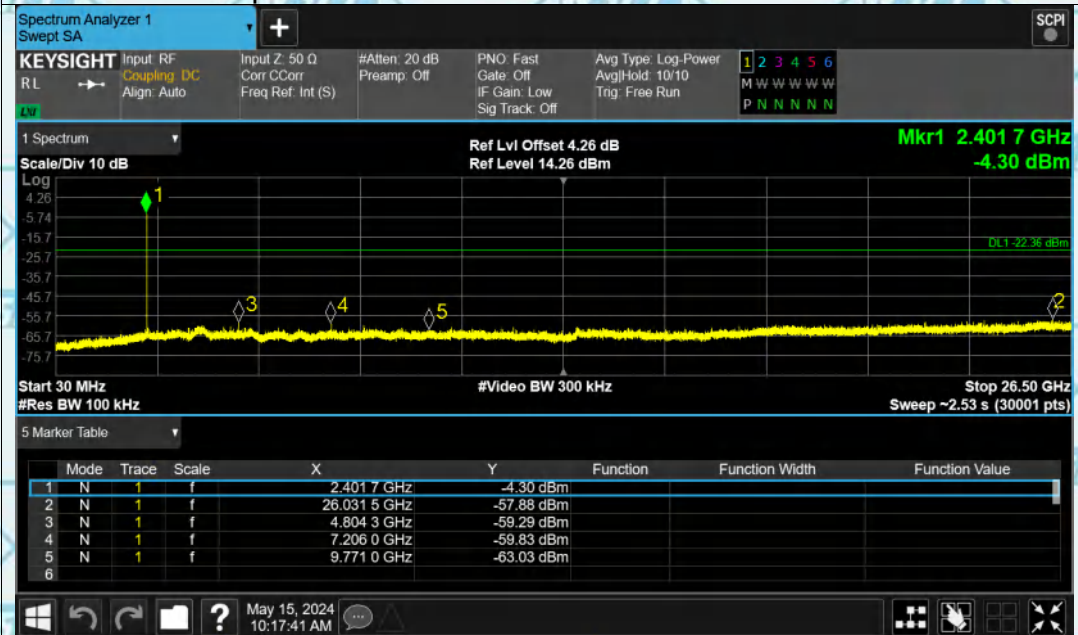 Spectrum Analyzer 1
Swept SA
+
SCPI
KEYSIGHT
RL
LXI
Input: RF
Coupling: DC
Align: Auto
Input Z: 50 Ω
Corr CCorr
Freq Ref: Int (S)
#Atten: 20 dB
Preamp: Off
PNO: Fast
Gate: Off
IF Gain: Low
Sig Track: Off
Avg Type: Log-Power
Avg|Hold: 10/10
Trig: Free Run
1 2 3 4 5 6
M W W W W W
P N N N N N
1 Spectrum
Scale/Div 10 dB
Ref Lvl Offset 4.26 dB
Ref Level 14.26 dBm
Mkr1 2.401 7 GHz
-4.30 dBm
Log
4.26
-5.74
-15.7
-25.7
-35.7
-45.7
-55.7
-65.7
-75.7
1
DL1 -22.36 dBm
3
4
5
2
Start 30 MHz
#Video BW 300 kHz
Stop 26.50 GHz
#Res BW 100 kHz
Sweep ~2.53 s (30001 pts)
5 Marker Table
Mode Trace Scale X Y Function Function Width Function Value
1 N 1 f 2.401 7 GHz -4.30 dBm
2 N 1 f 26.031 5 GHz -57.88 dBm
3 N 1 f 4.804 3 GHz -59.29 dBm
4 N 1 f 7.206 0 GHz -59.83 dBm
5 N 1 f 9.771 0 GHz -63.03 dBm
6
?
May 15, 2024
10:17:41 AM